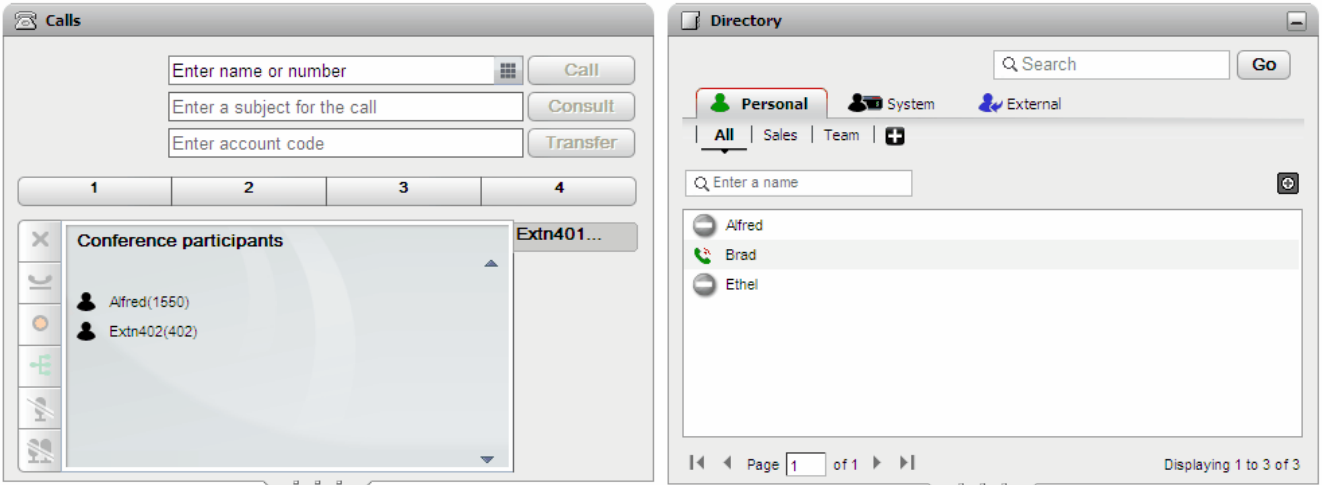 Calls
Enter name or number
Call
Enter a subject for the call
Consult
Enter account code
Transfer
1 2 3 4
Conference participants
Extn401...
Alfred(1550)
Extn402(402)
Directory
Search
Go
Personal System External
All Sales Team
Enter a name
Alfred
Brad
Ethel
Page 1 of 1 Displaying 1 to 3 of 3